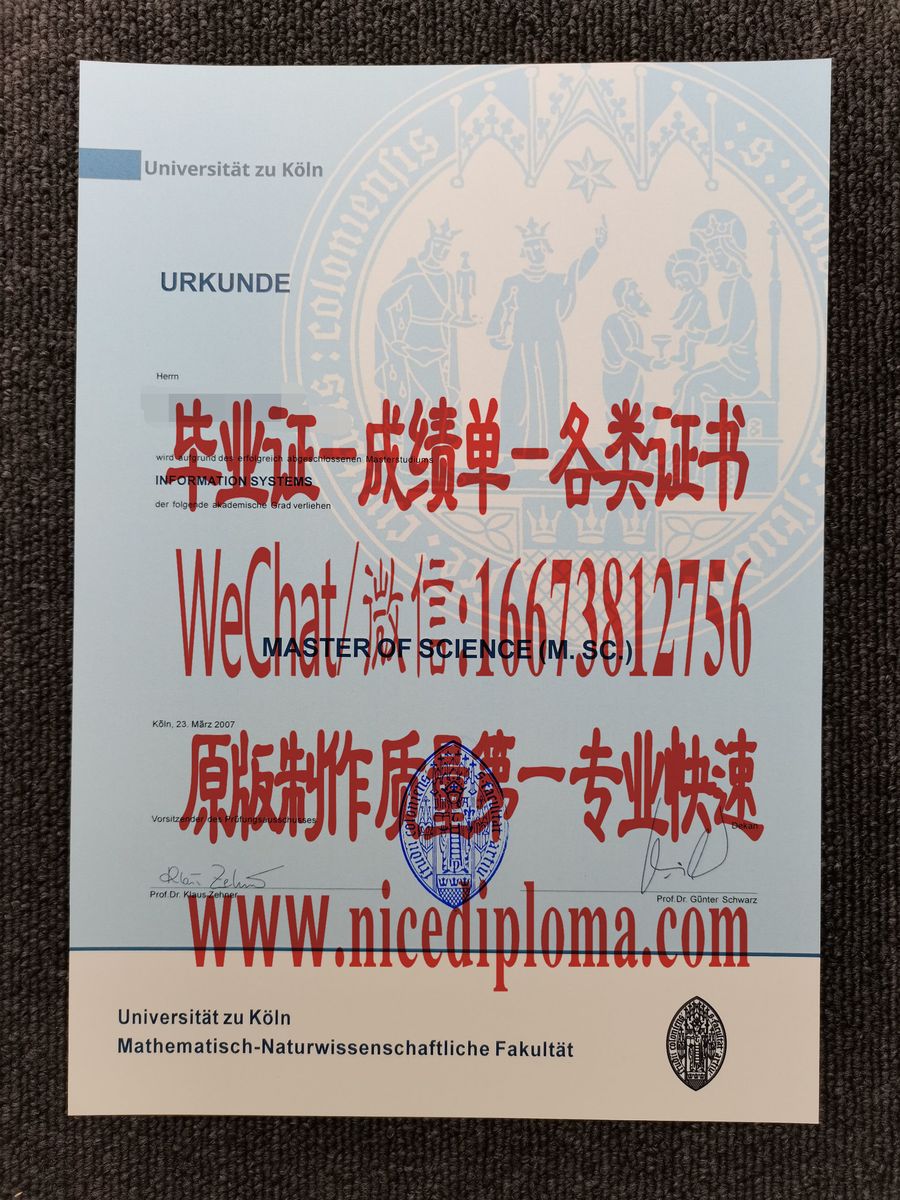 Universität zu Köln
URKUNDE
Herrn
毕业证一成绩单一各类证书
wird aufgrund des erfolgreich abgeschlossenen Masterstudiums
INFORMATION SYSTEMS
der folgende akademische Grad verliehen
WeChat/微信:16673812756
MASTER OF SCIENCE (M. SC.)
Köln, 23. März 2007
原版制作质量第一专业快速
Vorsitzender des Prüfungsausschusses
Dekan
Prof.Dr. Klaus Zehner
Prof.Dr. Günter Schwarz
www.nicediploma.com
Universität zu Köln
Mathematisch-Naturwissenschaftliche Fakultät